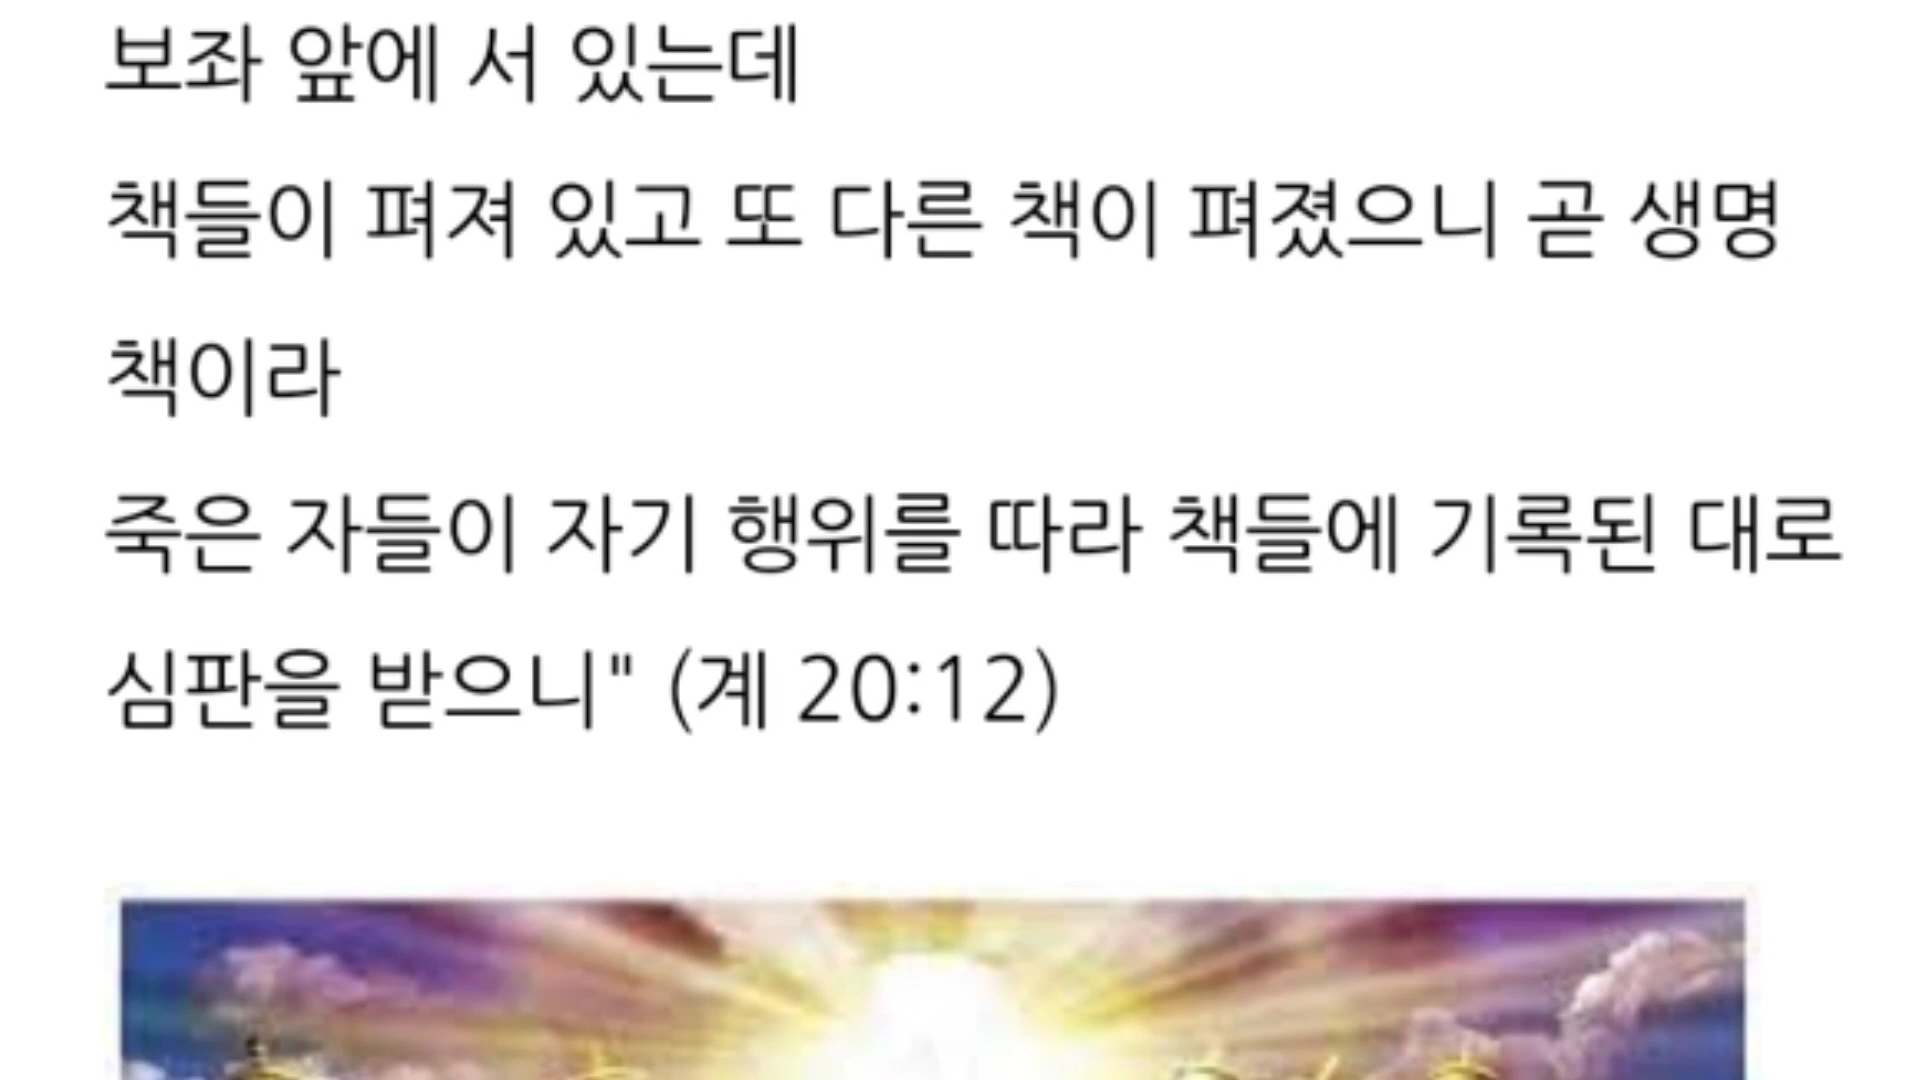 보좌 앞에 서 있는데
책들이 펴져 있고 또 다른 책이 펴졌으니 곧 생명
책이라
죽은 자들이 자기 행위를 따라 책들에 기록된 대로
심판을 받으니" (계 20:12)